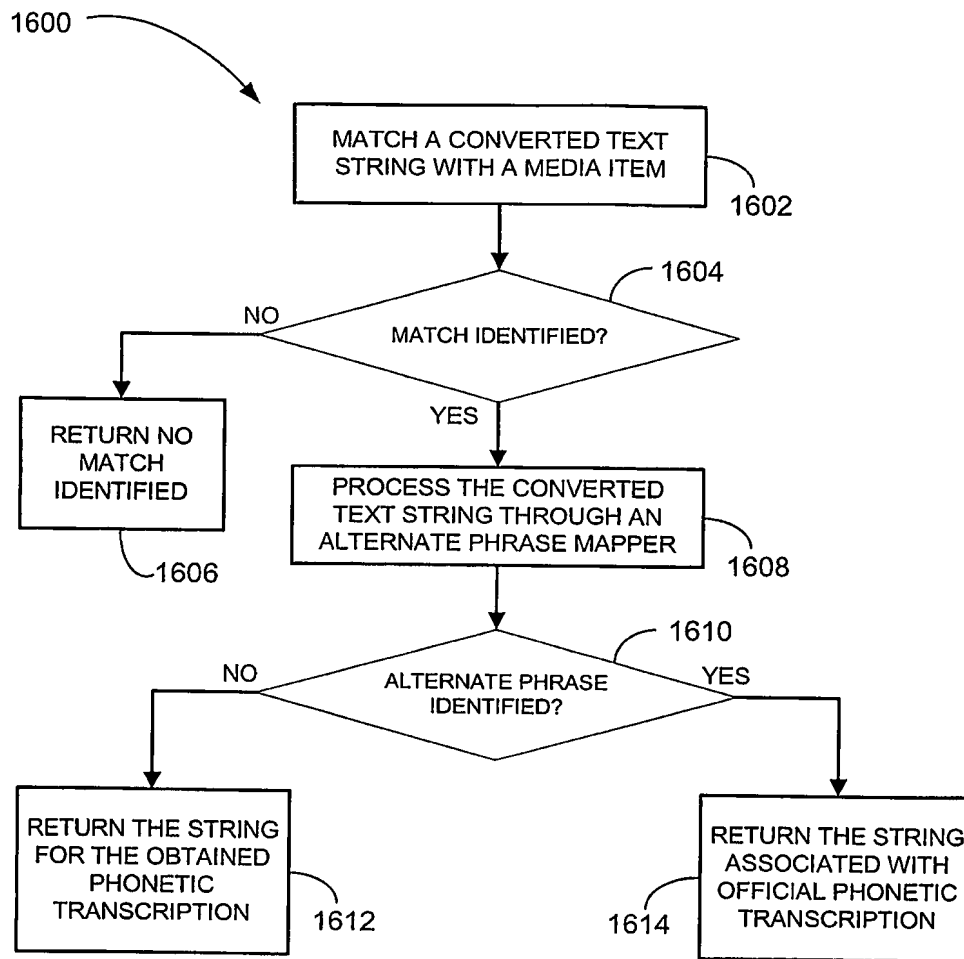 1600
MATCH A CONVERTED TEXT
STRING WITH A MEDIA ITEM
1602
1604
NO
MATCH IDENTIFIED?
YES
RETURN NO
MATCH
IDENTIFIED
1606
PROCESS THE CONVERTED
TEXT STRING THROUGH AN
ALTERNATE PHRASE MAPPER
1608
1610
NO
ALTERNATE PHRASE
IDENTIFIED?
YES
RETURN THE STRING
FOR THE OBTAINED
PHONETIC
TRANSCRIPTION
1612
RETURN THE STRING
ASSOCIATED WITH
OFFICIAL PHONETIC
TRANSCRIPTION
1614